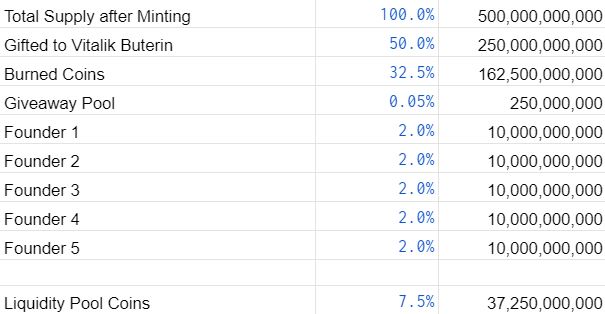 Total Supply after Minting 100.0% 500,000,000,000
Gifted to Vitalik Buterin 50.0% 250,000,000,000
Burned Coins 32.5% 162,500,000,000
Giveaway Pool 0.05% 250,000,000
Founder 1 2.0% 10,000,000,000
Founder 2 2.0% 10,000,000,000
Founder 3 2.0% 10,000,000,000
Founder 4 2.0% 10,000,000,000
Founder 5 2.0% 10,000,000,000
Liquidity Pool Coins 7.5% 37,250,000,000